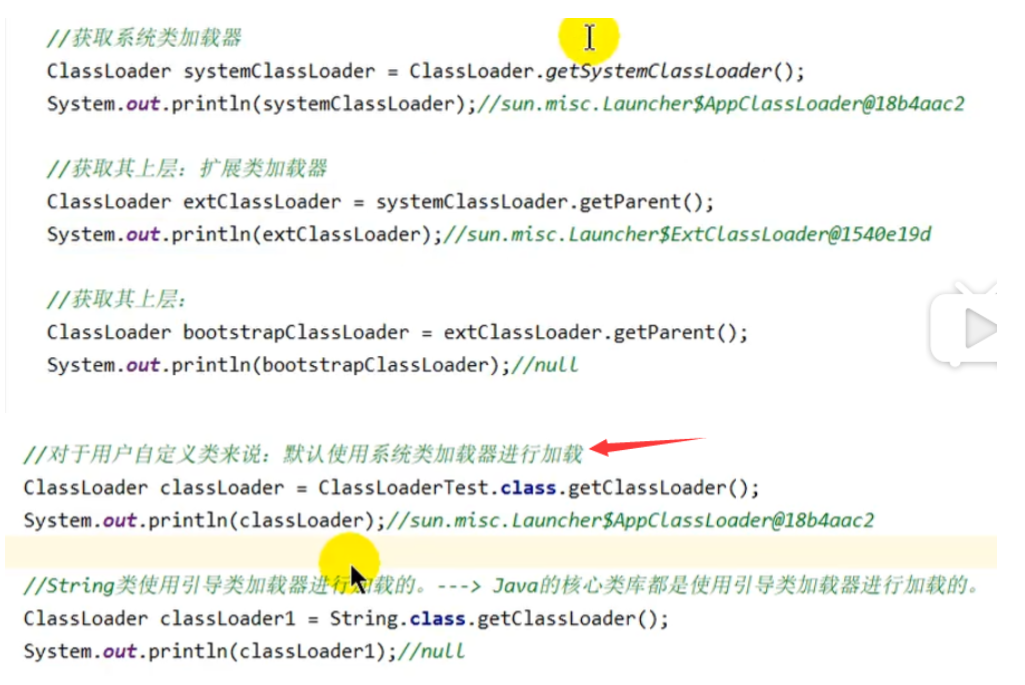 //获取系统类加载器
ClassLoader systemClassLoader = ClassLoader.getSystemClassLoader();
System.out.println(systemClassLoader);//sun.misc.Launcher$AppClassLoader@18b4aac2
//获取其上层：扩展类加载器
ClassLoader extClassLoader = systemClassLoader.getParent();
System.out.println(extClassLoader);//sun.misc.Launcher$ExtClassLoader@1540e19d
//获取其上层：
ClassLoader bootstrapClassLoader = extClassLoader.getParent();
System.out.println(bootstrapClassLoader);//null
//对于用户自定义类来说：默认使用系统类加载器进行加载
ClassLoader classLoader = ClassLoaderTest.class.getClassLoader();
System.out.println(classLoader);//sun.misc.Launcher$AppClassLoader@18b4aac2
//String类使用引导类加载器进行加载的。---> Java的核心类库都是使用引导类加载器进行加载的。
ClassLoader classLoader1 = String.class.getClassLoader();
System.out.println(classLoader1);//null